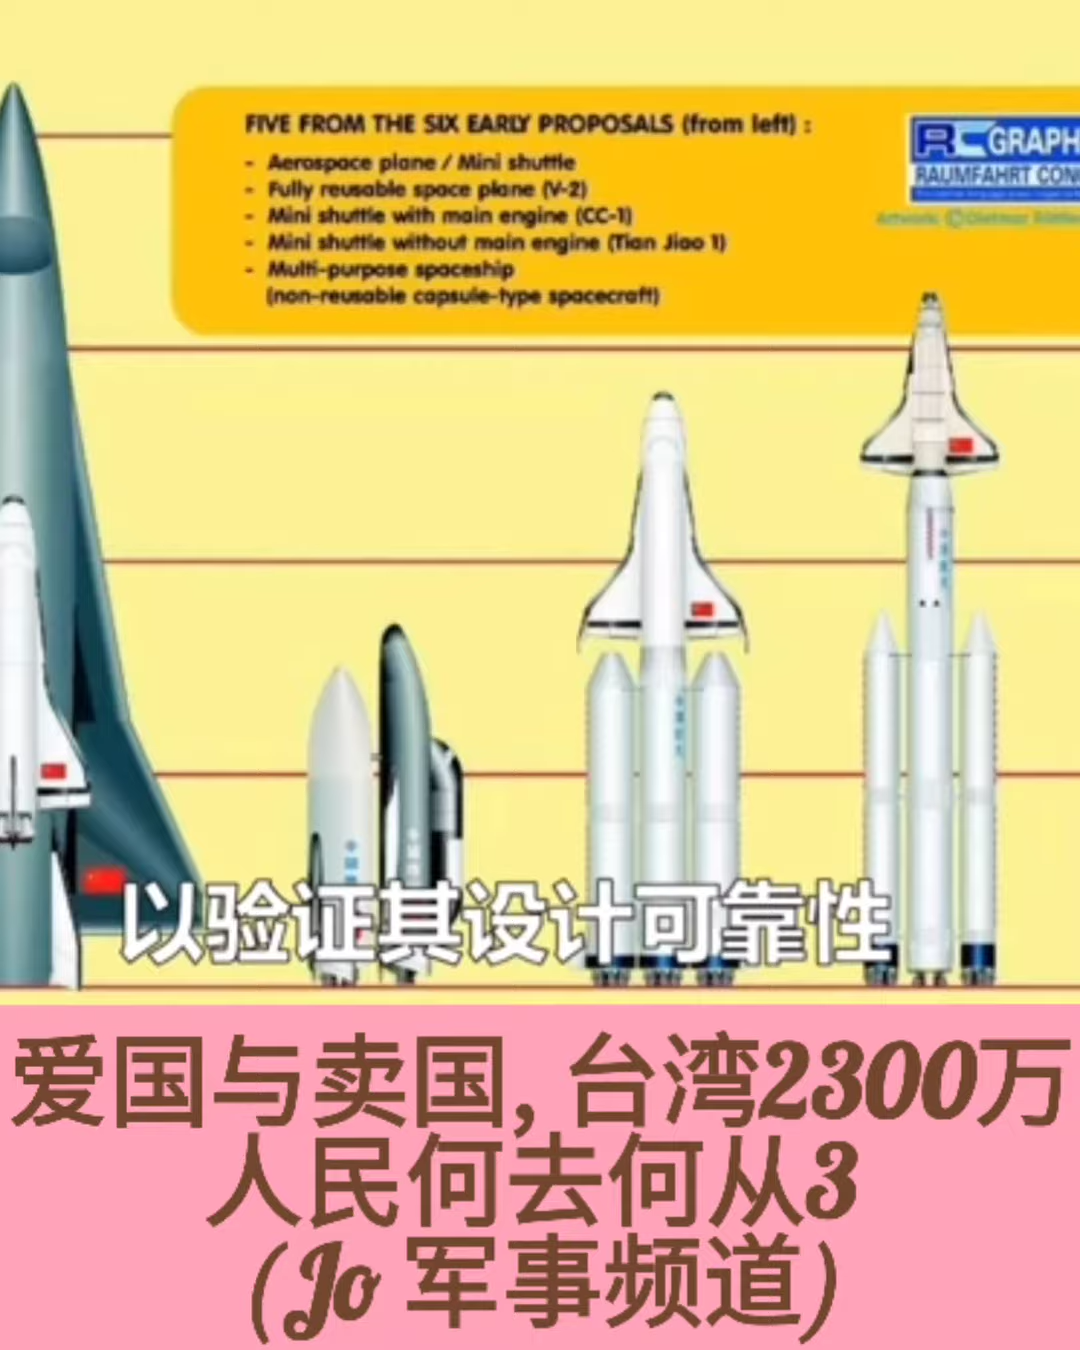 FIVE FROM THE SIX EARLY PROPOSALS (from left) :
- Aerospace plane / Mini shuttle
- Fully reusable space plane (V-2)
- Mini shuttle with main engine (CC-1)
- Mini shuttle without main engine (Tian Jiao 1)
- Multi-purpose spaceship
(non-reusable capsule-type spacecraft)
GRAPH
RAUMFAHRT CON
以验证其设计可靠性
爱国与卖国,台湾2300万
人民何去何从3
(Jo 军事频道)